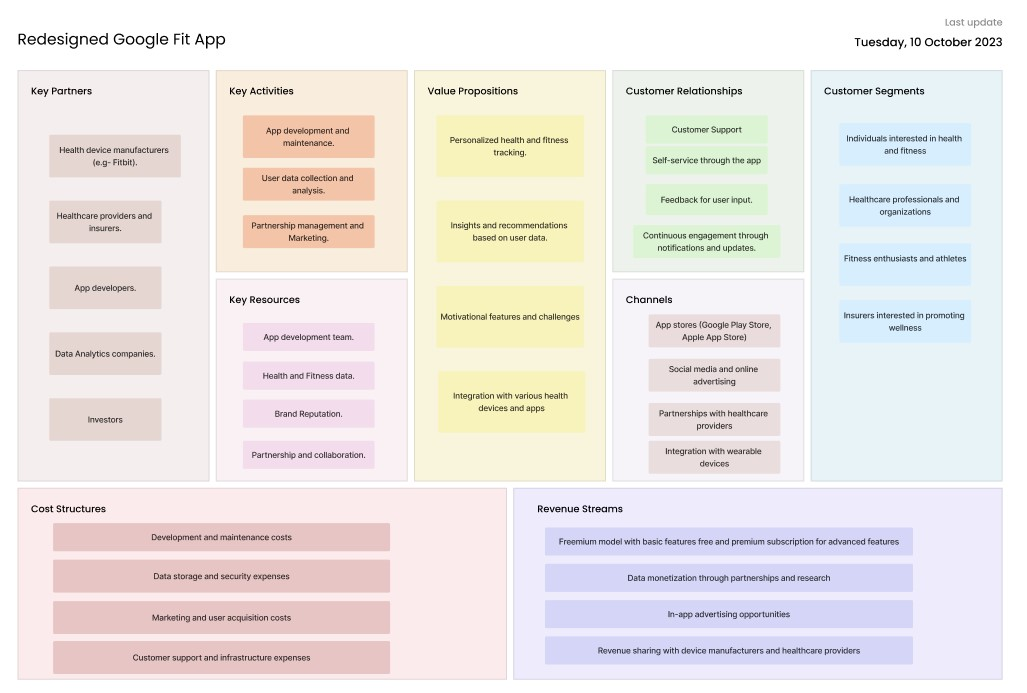 Last update
Redesigned Google Fit App
Tuesday, 10 October 2023
Key Partners
Health device manufacturers
(e.g- Fitbit).
Healthcare providers and
insurers.
App developers.
Data Analytics companies.
Investors
Key Activities
App development and
maintenance.
User data collection and
analysis.
Partnership management and
Marketing.
Key Resources
App development team.
Health and Fitness data.
Brand Reputation.
Partnership and collaboration.
Value Propositions
Personalized health and fitness
tracking.
Insights and recommendations
based on user data.
Motivational features and challenges
Integration with various health
devices and apps
Customer Relationships
Customer Support
Self-service through the app
Feedback for user input.
Continuous engagement through
notifications and updates.
Channels
App stores (Google Play Store,
Apple App Store)
Social media and online
advertising
Partnerships with healthcare
providers
Integration with wearable
devices
Customer Segments
Individuals interested in health
and fitness
Healthcare professionals and
organizations
Fitness enthusiasts and athletes
Insurers interested in promoting
wellness
Cost Structures
Development and maintenance costs
Data storage and security expenses
Marketing and user acquisition costs
Customer support and infrastructure expenses
Revenue Streams
Freemium model with basic features free and premium subscription for advanced features
Data monetization through partnerships and research
In-app advertising opportunities
Revenue sharing with device manufacturers and healthcare providers